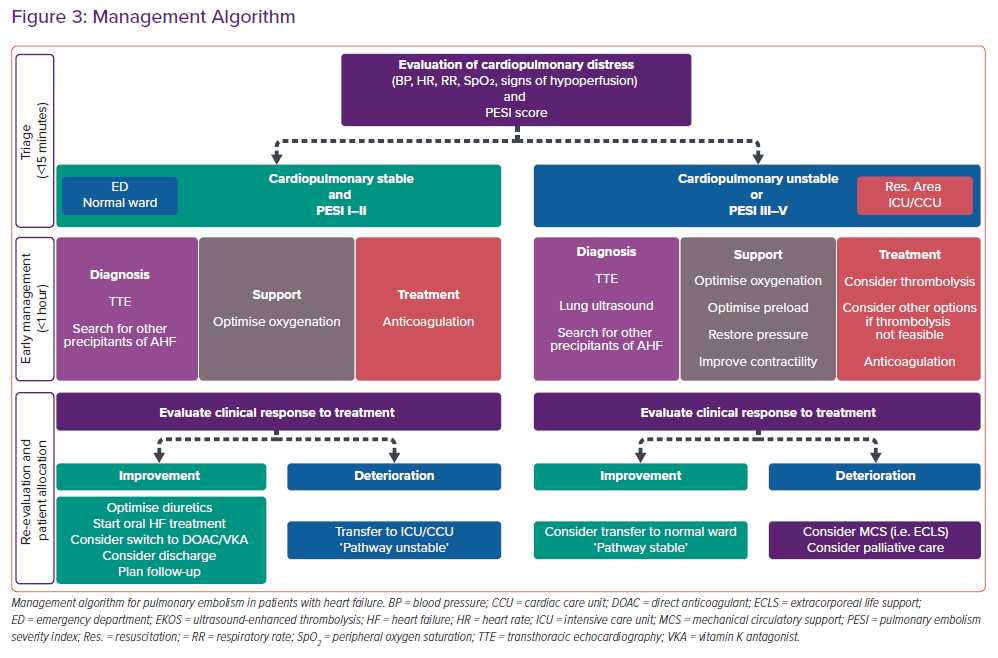 Figure 3: Management Algorithm
Triage
(<15 minutes)
Evaluation of cardiopulmonary distress
(BP, HR, RR, SpO₂, signs of hypoperfusion)
and
PESI score
ED
Normal ward
Cardiopulmonary stable
and
PESI I–II
Cardiopulmonary unstable
or
PESI III–V
Res. Area
ICU/CCU
Early management
(<1 hour)
Diagnosis
TTE
Search for other
precipitants of AHF
Support
Optimise oxygenation
Treatment
Anticoagulation
Diagnosis
TTE
Lung ultrasound
Search for other
precipitants of AHF
Support
Optimise oxygenation
Optimise preload
Restore pressure
Improve contractility
Treatment
Consider thrombolysis
Consider other options
if thrombolysis
not feasible
Anticoagulation
Re-evaluation and
patient allocation
Evaluate clinical response to treatment
Improvement
Deterioration
Optimise diuretics
Start oral HF treatment
Consider switch to DOAC/VKA
Consider discharge
Plan follow-up
Transfer to ICU/CCU
'Pathway unstable'
Evaluate clinical response to treatment
Improvement
Deterioration
Consider transfer to normal ward
'Pathway stable'
Consider MCS (i.e. ECLS)
Consider palliative care
Management algorithm for pulmonary embolism in patients with heart failure. BP = blood pressure; CCU = cardiac care unit; DOAC = direct anticoagulant; ECLS = extracorporeal life support;
ED = emergency department; EKOS = ultrasound-enhanced thrombolysis; HF = heart failure; HR = heart rate; ICU = intensive care unit; MCS = mechanical circulatory support; PESI = pulmonary embolism
severity index; Res. = resuscitation; = RR = respiratory rate; SpO₂ = peripheral oxygen saturation; TTE = transthoracic echocardiography; VKA = vitamin K antagonist.